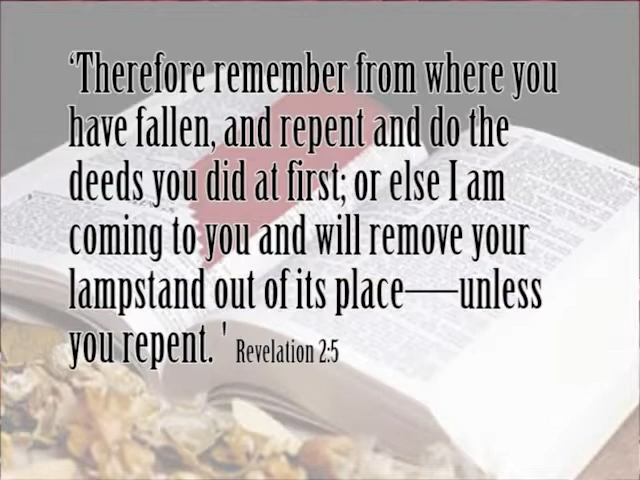 ‘Therefore remember from where you
have fallen, and repent and do the
deeds you did at first; or else I am
coming to you and will remove your
lampstand out of its place—unless
you repent. ' Revelation 2:5